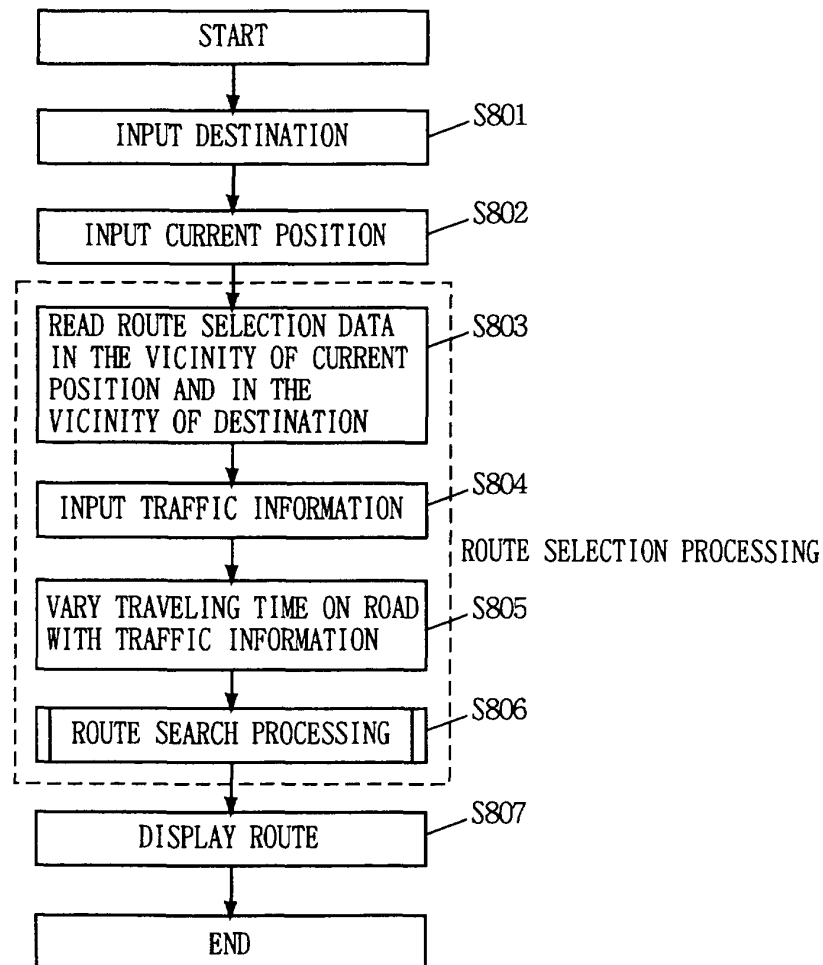 START
INPUT DESTINATION
S801
INPUT CURRENT POSITION
S802
READ ROUTE SELECTION DATA
IN THE VICINITY OF CURRENT
POSITION AND IN THE
VICINITY OF DESTINATION
S803
INPUT TRAFFIC INFORMATION
S804
ROUTE SELECTION PROCESSING
VARY TRAVELING TIME ON ROAD
WITH TRAFFIC INFORMATION
S805
ROUTE SEARCH PROCESSING
S806
DISPLAY ROUTE
S807
END